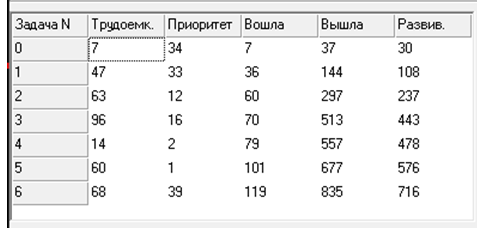 Задача N Трудоемк. Приоритет Вошла Вышла Развив.
0 7 34 7 37 30
1 47 33 36 144 108
2 63 12 60 297 237
3 96 16 70 513 443
4 14 2 79 557 478
5 60 1 101 677 576
6 68 39 119 835 716